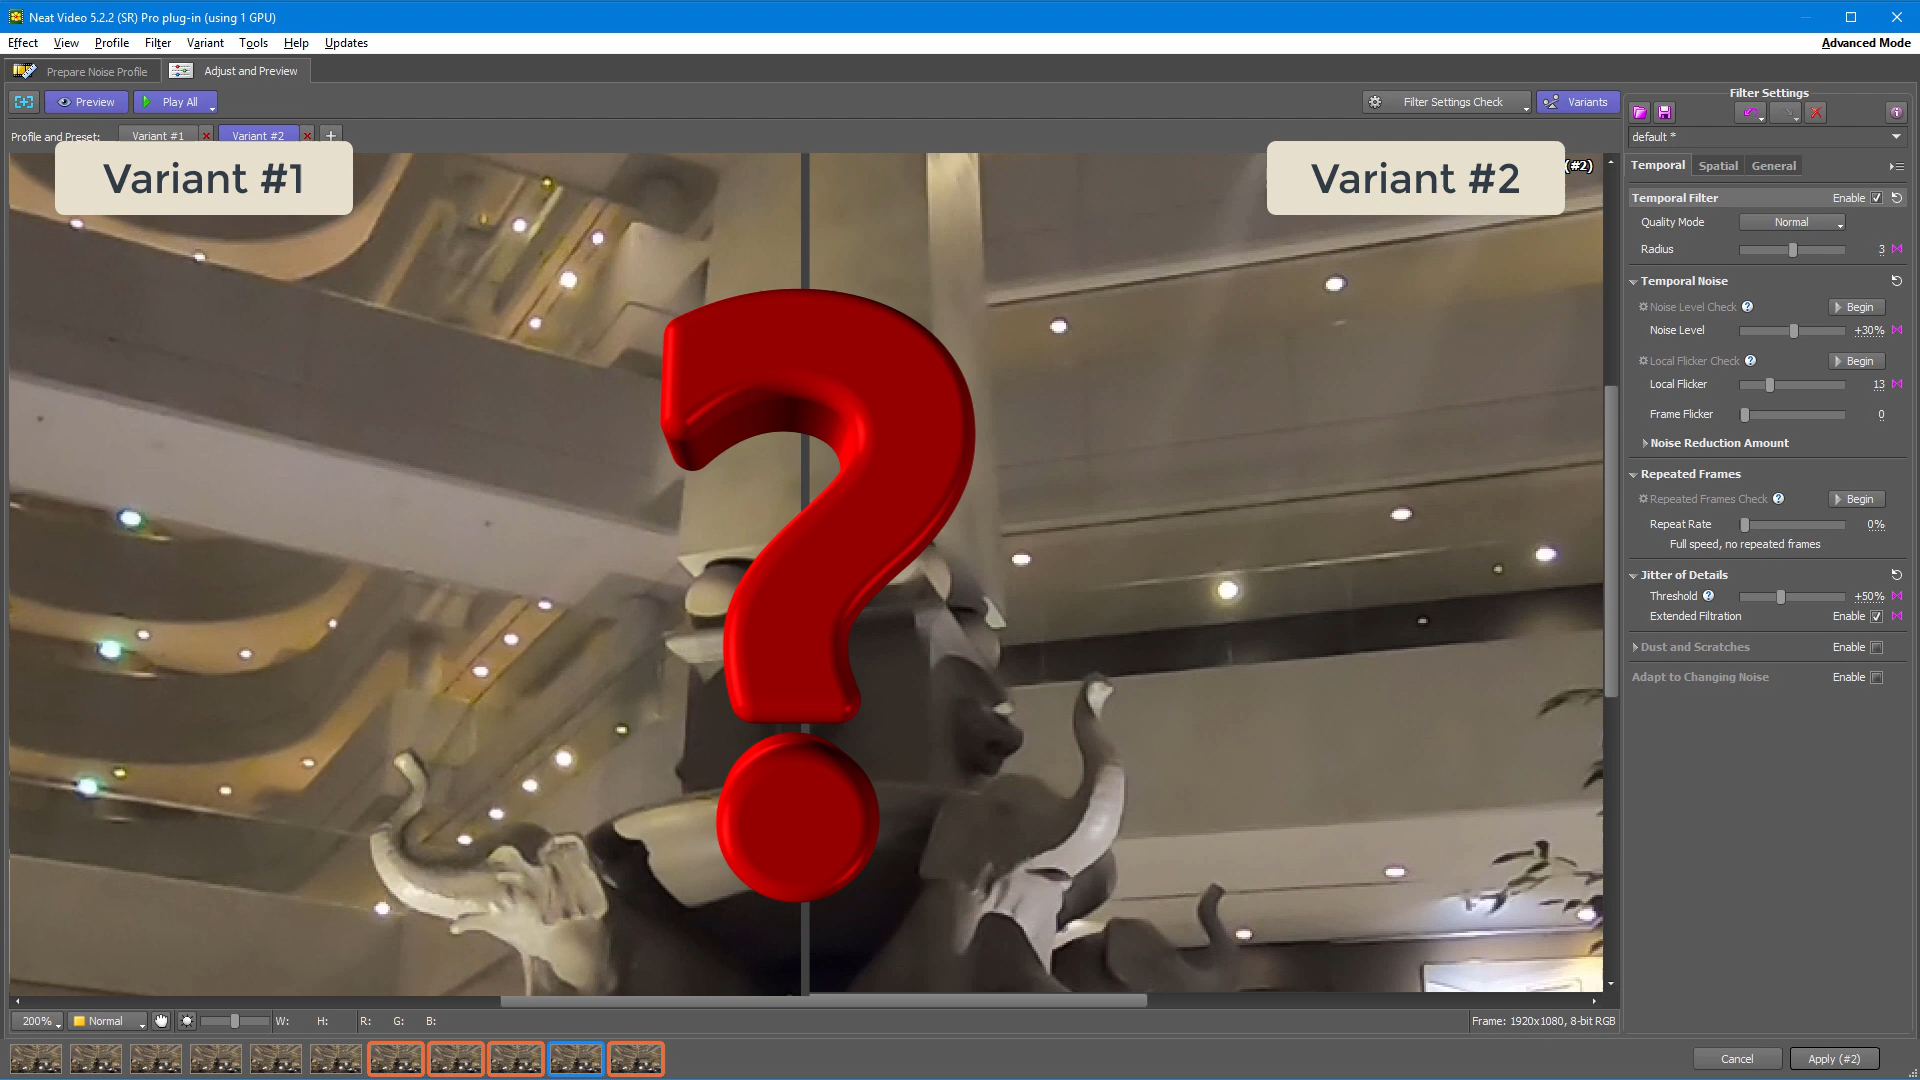 Neat Video 5.2.2 (SR) Pro plug-in (using 1 GPU)
Effect View Profile Filter Variant Tools Help Updates Advanced Mode
Prepare Noise Profile Adjust and Preview
Preview Play All Filter Settings Check Variants
Filter Settings
Profile and Preset: Variant #1 Variant #2 +
default *
Variant #1
Variant #2
(#2)
Temporal Spatial General
Temporal Filter Enable
Quality Mode Normal
Radius 3
Temporal Noise
Noise Level Check ? Begin
Noise Level +30%
Local Flicker Check ? Begin
Local Flicker 13
Frame Flicker 0
Noise Reduction Amount
Repeated Frames
Repeated Frames Check ? Begin
Repeat Rate 0%
Full speed, no repeated frames
Jitter of Details
Threshold ? +50%
Extended Filtration Enable
Dust and Scratches Enable
Adapt to Changing Noise Enable
?
200% Normal W: H: R: G: B: Frame: 1920x1080, 8-bit RGB
Cancel Apply (#2)